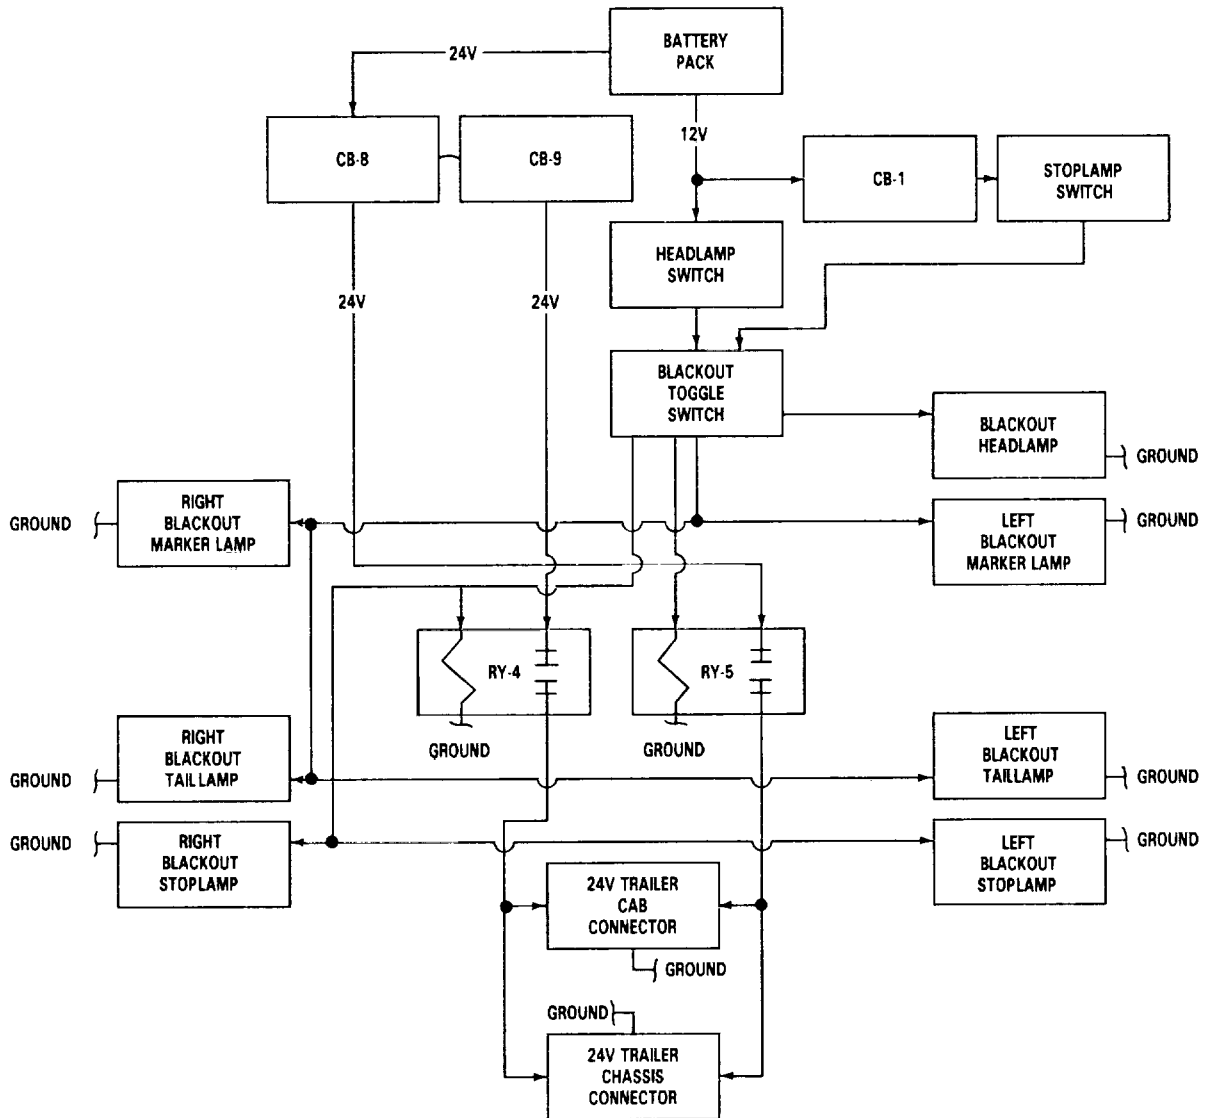 BATTERY
PACK
24V
12V
CB-8
CB-9
CB-1
STOPLAMP
SWITCH
HEADLAMP
SWITCH
24V
24V
BLACKOUT
TOGGLE
SWITCH
BLACKOUT
HEADLAMP
GROUND
GROUND
RIGHT
BLACKOUT
MARKER LAMP
LEFT
BLACKOUT
MARKER LAMP
GROUND
RY-4
RY-5
GROUND
GROUND
GROUND
RIGHT
BLACKOUT
TAILLAMP
LEFT
BLACKOUT
TAILLAMP
GROUND
GROUND
RIGHT
BLACKOUT
STOPLAMP
LEFT
BLACKOUT
STOPLAMP
GROUND
24V TRAILER
CAB
CONNECTOR
GROUND
GROUND
24V TRAILER
CHASSIS
CONNECTOR